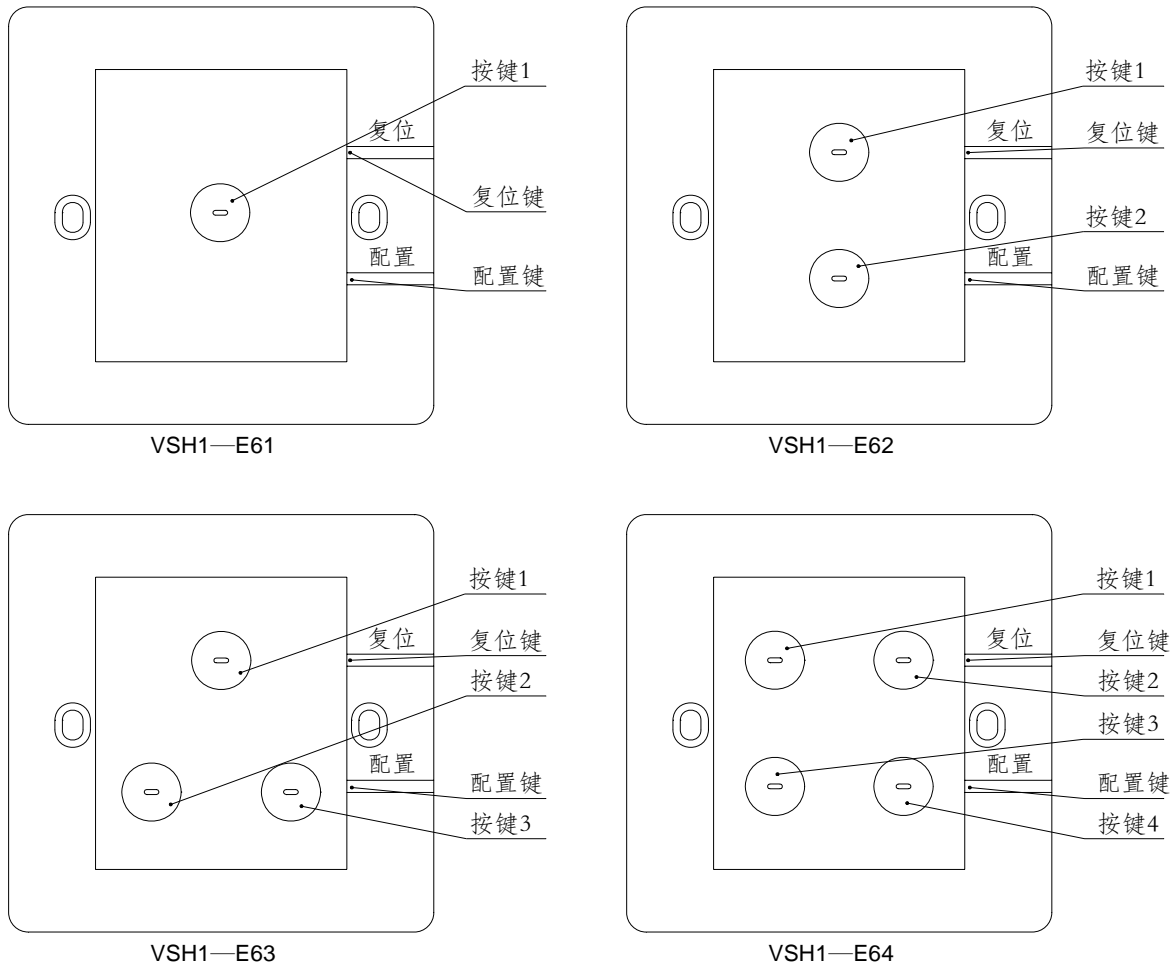 按键1
复位
复位键
配置
配置键
VSH1—E61
按键1
复位
复位键
按键2
配置
配置键
VSH1—E62
按键1
复位
复位键
按键2
配置
配置键
按键3
VSH1—E63
按键1
复位
复位键
按键2
按键3
配置
配置键
按键4
VSH1—E64